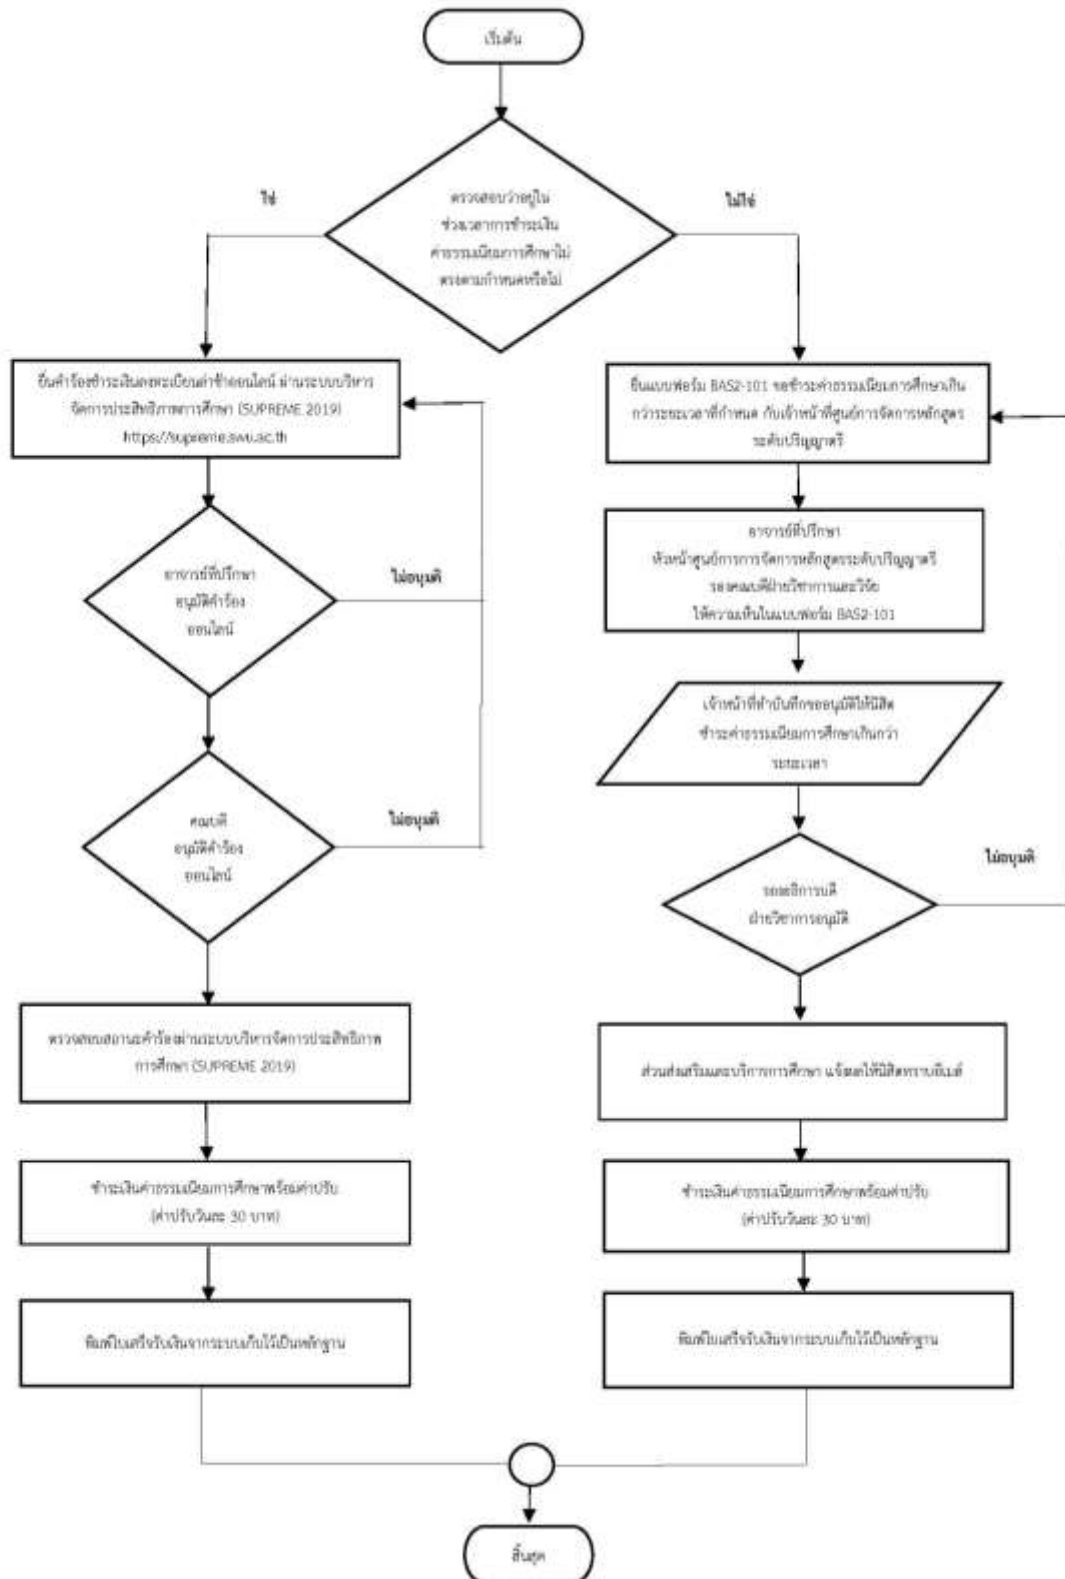 เริ่มต้น
ตรวจสอบว่าอยู่ใน
ช่วงเวลาการชำระเงิน
ค่าธรรมเนียมการศึกษาไม่
ตรงตามกำหนดหรือไม่
ใช่
ไม่ใช่
ยื่นคำร้องชำระเงินลงทะเบียนล่าช้าออนไลน์ ผ่านระบบบริหาร
จัดการประสิทธิภาพการศึกษา (SUPREME 2019)
https://supreme.swu.ac.th
อาจารย์ที่ปรึกษา
อนุมัติคำร้อง
ออนไลน์
ไม่อนุมติ
คณบดี
อนุมัติคำร้อง
ออนไลน์
ไม่อนุมติ
ตรวจสอบสถานะคำร้องผ่านระบบบริหารจัดการประสิทธิภาพ
การศึกษา (SUPREME 2019)
ชำระเงินค่าธรรมเนียมการศึกษาพร้อมค่าปรับ
(ค่าปรับวันละ 30 บาท)
พิมพ์ใบเสร็จรับเงินจากระบบเก็บไว้เป็นหลักฐาน
ยื่นแบบฟอร์ม BAS2-101 ขอชำระค่าธรรมเนียมการศึกษาเกิน
กว่าระยะเวลาที่กำหนด กับเจ้าหน้าที่ศูนย์การจัดการหลักสูตร
ระดับปริญญาตรี
อาจารย์ที่ปรึกษา
หัวหน้าศูนย์การการจัดการหลักสูตรระดับปริญญาตรี
รองคณบดีฝ่ายวิชาการและวิจัย
ให้ความเห็นในแบบฟอร์ม BAS2-101
เจ้าหน้าที่ทำบันทึกขออนุมัติให้นิสิต
ชำระค่าธรรมเนียมการศึกษาเกินกว่า
ระยะเวลา
รองอธิการบดี
ฝ่ายวิชาการอนุมัติ
ไม่อนุมติ
ส่วนส่งเสริมและบริการการศึกษา แจ้งผลให้นิสิตทราบอีเมล์
ชำระเงินค่าธรรมเนียมการศึกษาพร้อมค่าปรับ
(ค่าปรับวันละ 30 บาท)
พิมพ์ใบเสร็จรับเงินจากระบบเก็บไว้เป็นหลักฐาน
สิ้นสุด